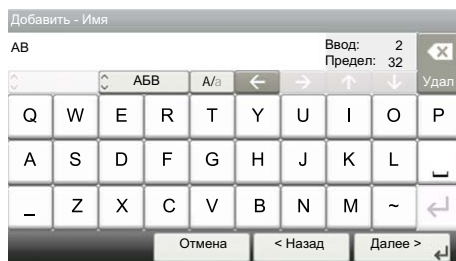 Добавить - Имя
AB Ввод: 2
Предел: 32
АБВ A/a ← → ↑ ↓ Удал
Q W E R T Y U I O P
A S D F G H J K L
_ Z X C V B N M ~
Отмена < Назад Далее >